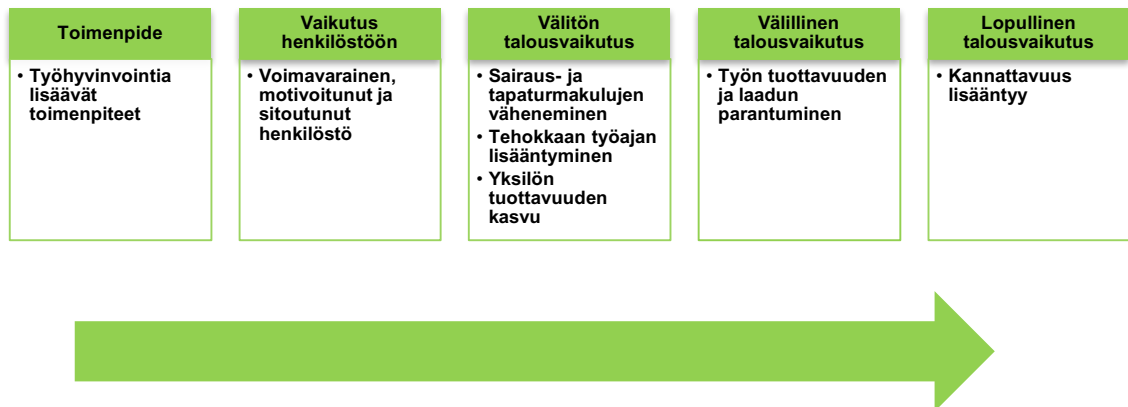 Toimenpide
• Työhyvinvointia
lisäävät
toimenpiteet
Vaikutus
henkilöstöön
• Voimavarainen,
motivoitunut ja
sitoutunut
henkilöstö
Välitön
talousvaikutus
• Sairaus- ja
tapaturmakulujen
väheneminen
• Tehokkaan työajan
lisääntyminen
• Yksilön
tuottavuuden
kasvu
Välillinen
talousvaikutus
• Työn tuottavuuden
ja laadun
parantuminen
Lopullinen
talousvaikutus
• Kannattavuus
lisääntyy